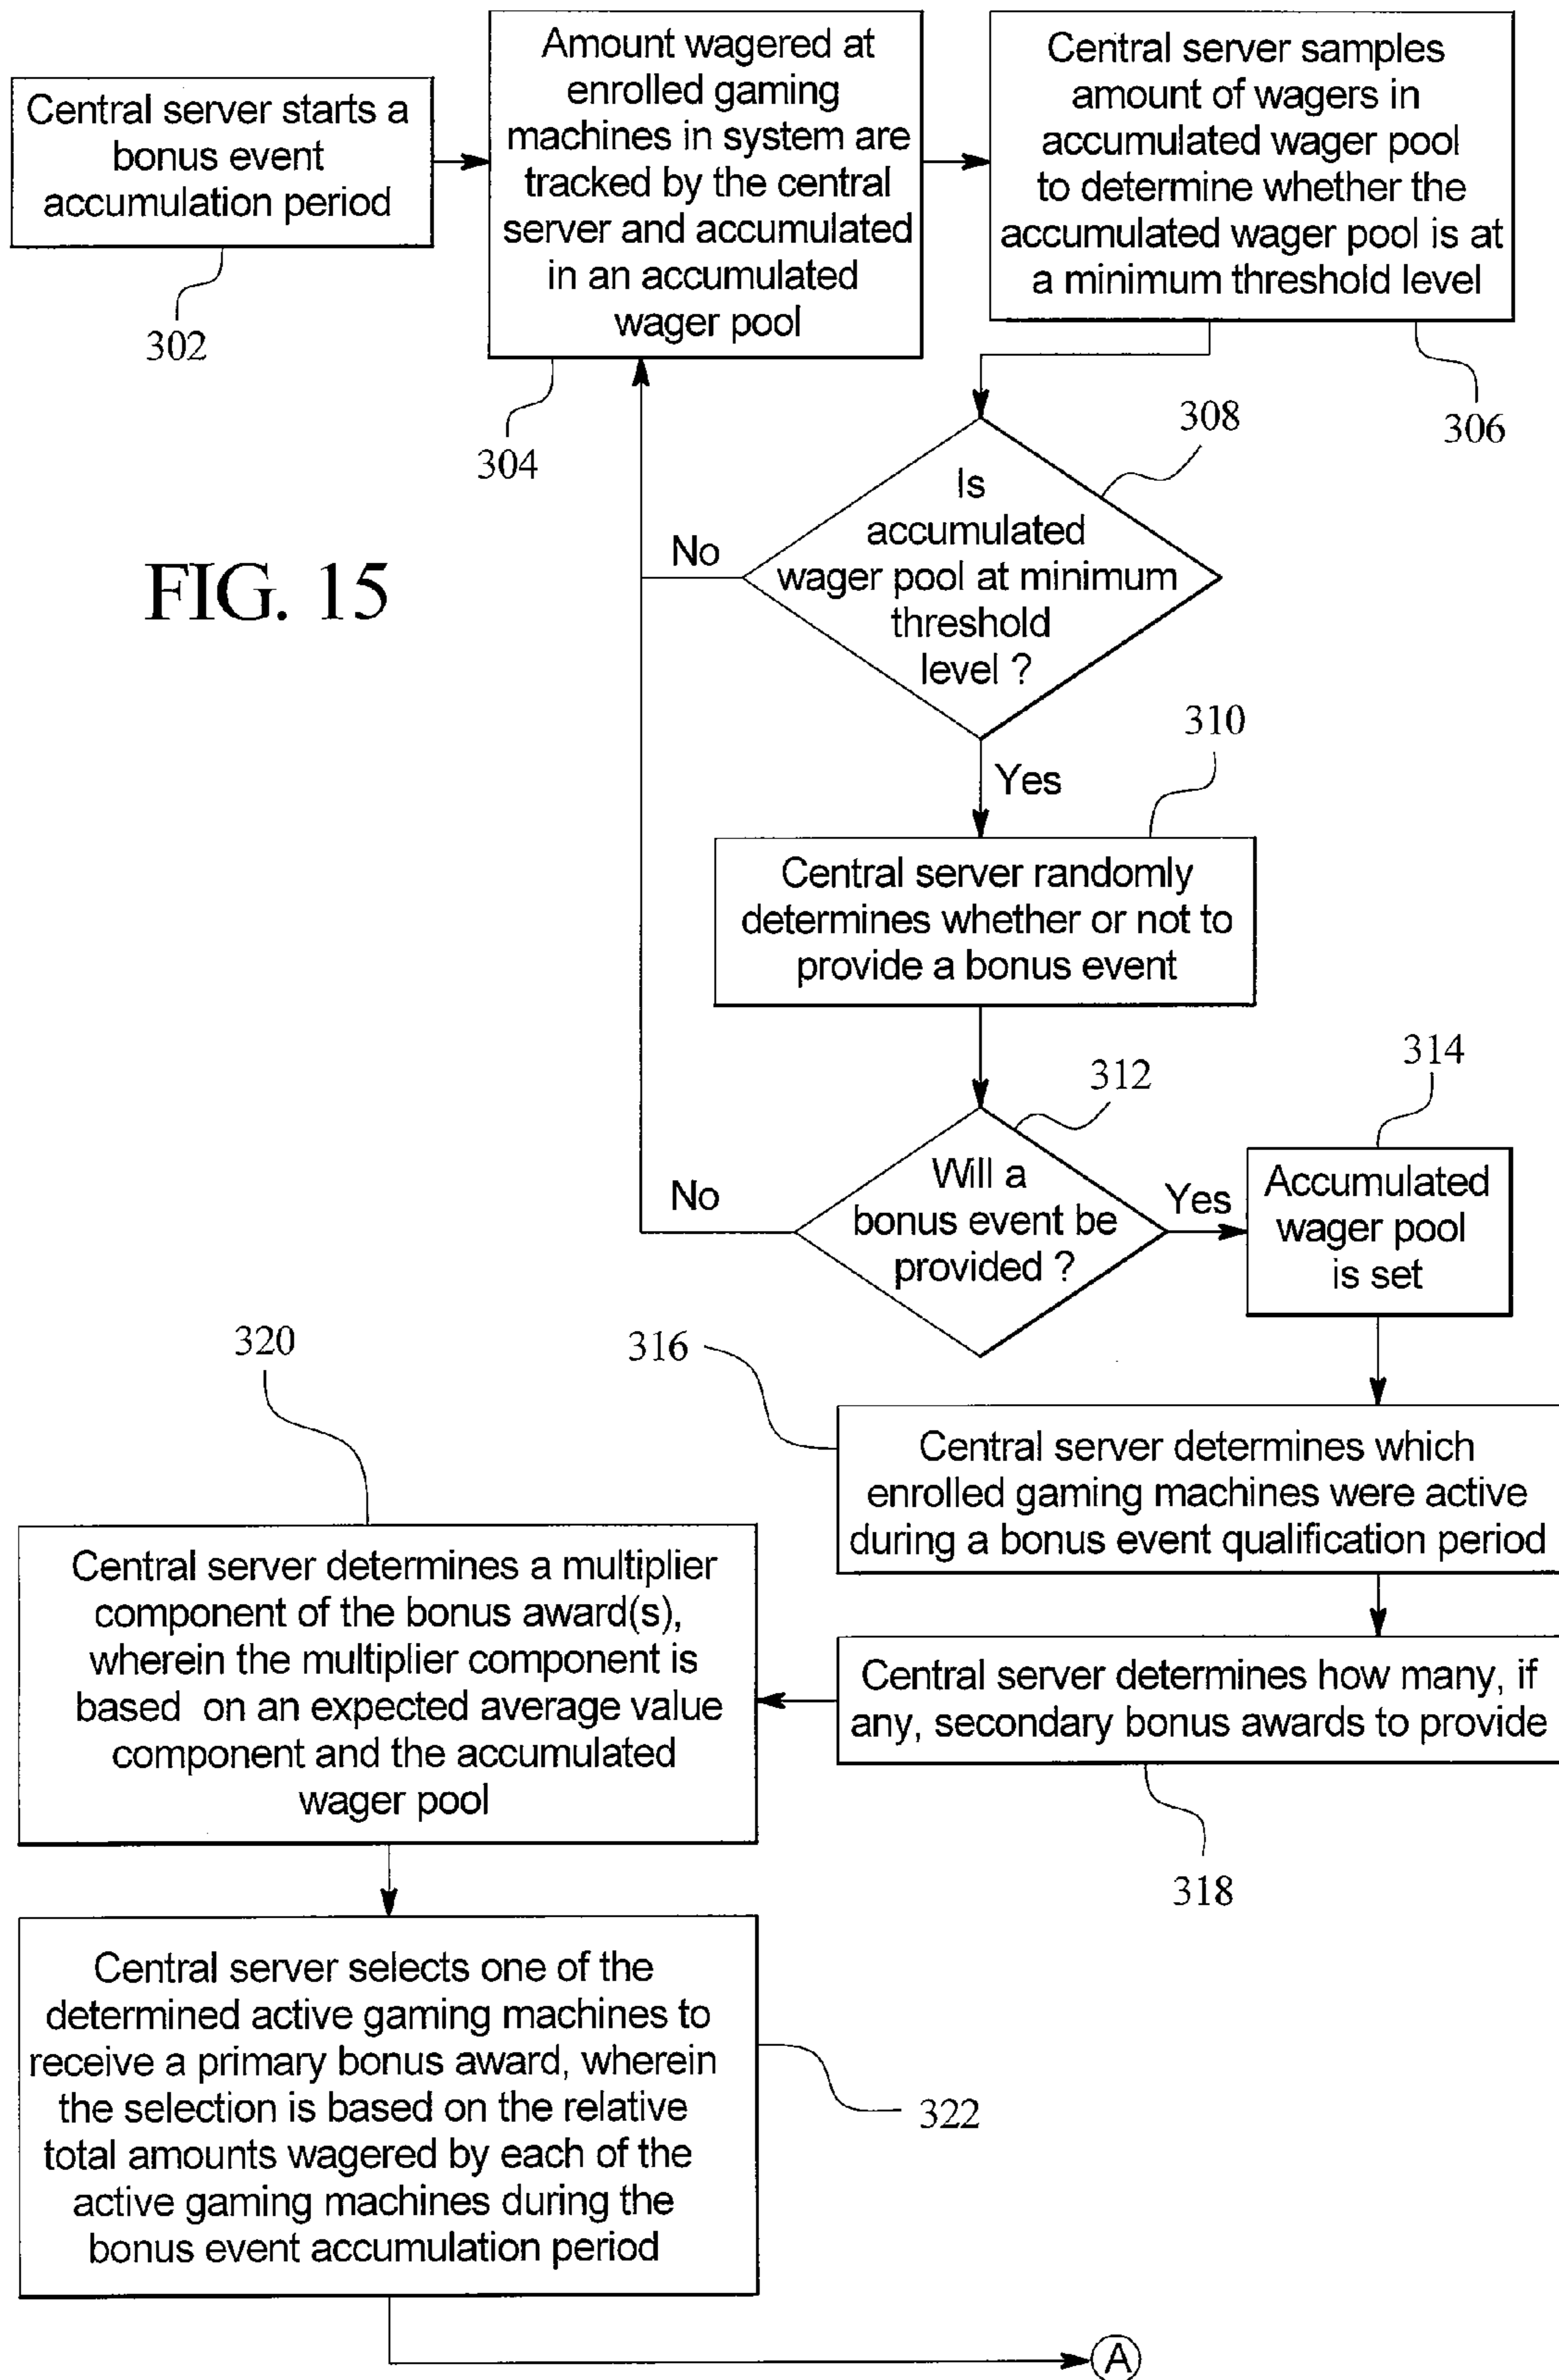 Central server starts a
bonus event
accumulation period
302
Amount wagered at
enrolled gaming
machines in system are
tracked by the central
server and accumulated
in an accumulated
wager pool
304
Central server samples
amount of wagers in
accumulated wager pool
to determine whether the
accumulated wager pool is at
a minimum threshold level
306
308
Is
accumulated
wager pool at minimum
threshold
level ?
No
FIG. 15
Yes
310
Central server randomly
determines whether or not to
provide a bonus event
312
Will a
bonus event be
provided ?
No
Yes
314
Accumulated
wager pool
is set
316
Central server determines which
enrolled gaming machines were active
during a bonus event qualification period
Central server determines how many, if
any, secondary bonus awards to provide
318
320
Central server determines a multiplier
component of the bonus award(s),
wherein the multiplier component is
based on an expected average value
component and the accumulated
wager pool
Central server selects one of the
determined active gaming machines to
receive a primary bonus award, wherein
the selection is based on the relative
total amounts wagered by each of the
active gaming machines during the
bonus event accumulation period
322
A